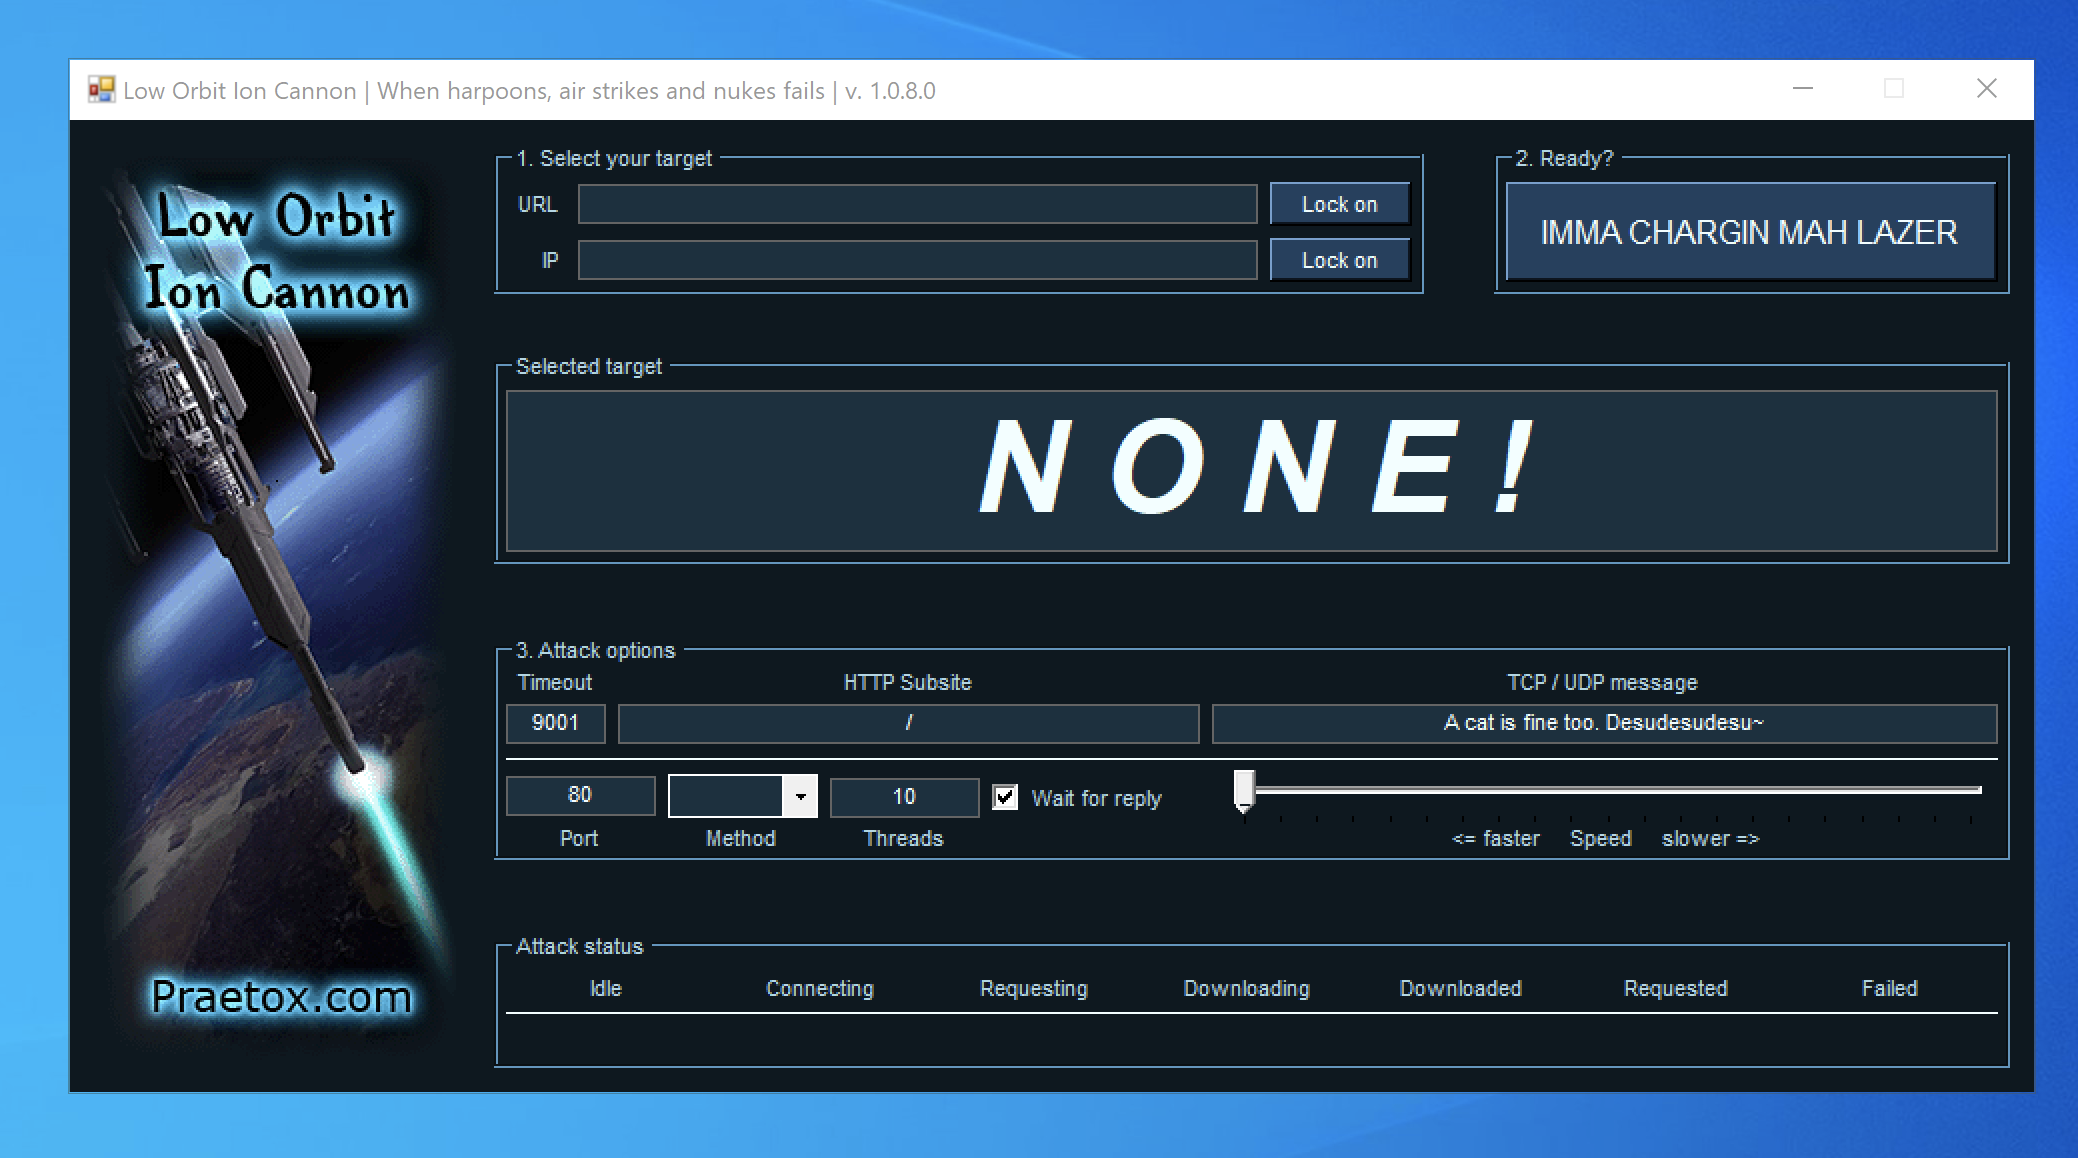 Low Orbit Ion Cannon | When harpoons, air strikes and nukes fails | v. 1.0.8.0
Low Orbit
Ion Cannon
Praetox.com
1. Select your target
URL
Lock on
IP
Lock on
2. Ready?
IMMA CHARGIN MAH LAZER
Selected target
NONE!
3. Attack options
Timeout HTTP Subsite TCP / UDP message
9001 / A cat is fine too. Desudesudesu~
80 10 Wait for reply
Port Method Threads <= faster Speed slower =>
Attack status
Idle Connecting Requesting Downloading Downloaded Requested Failed